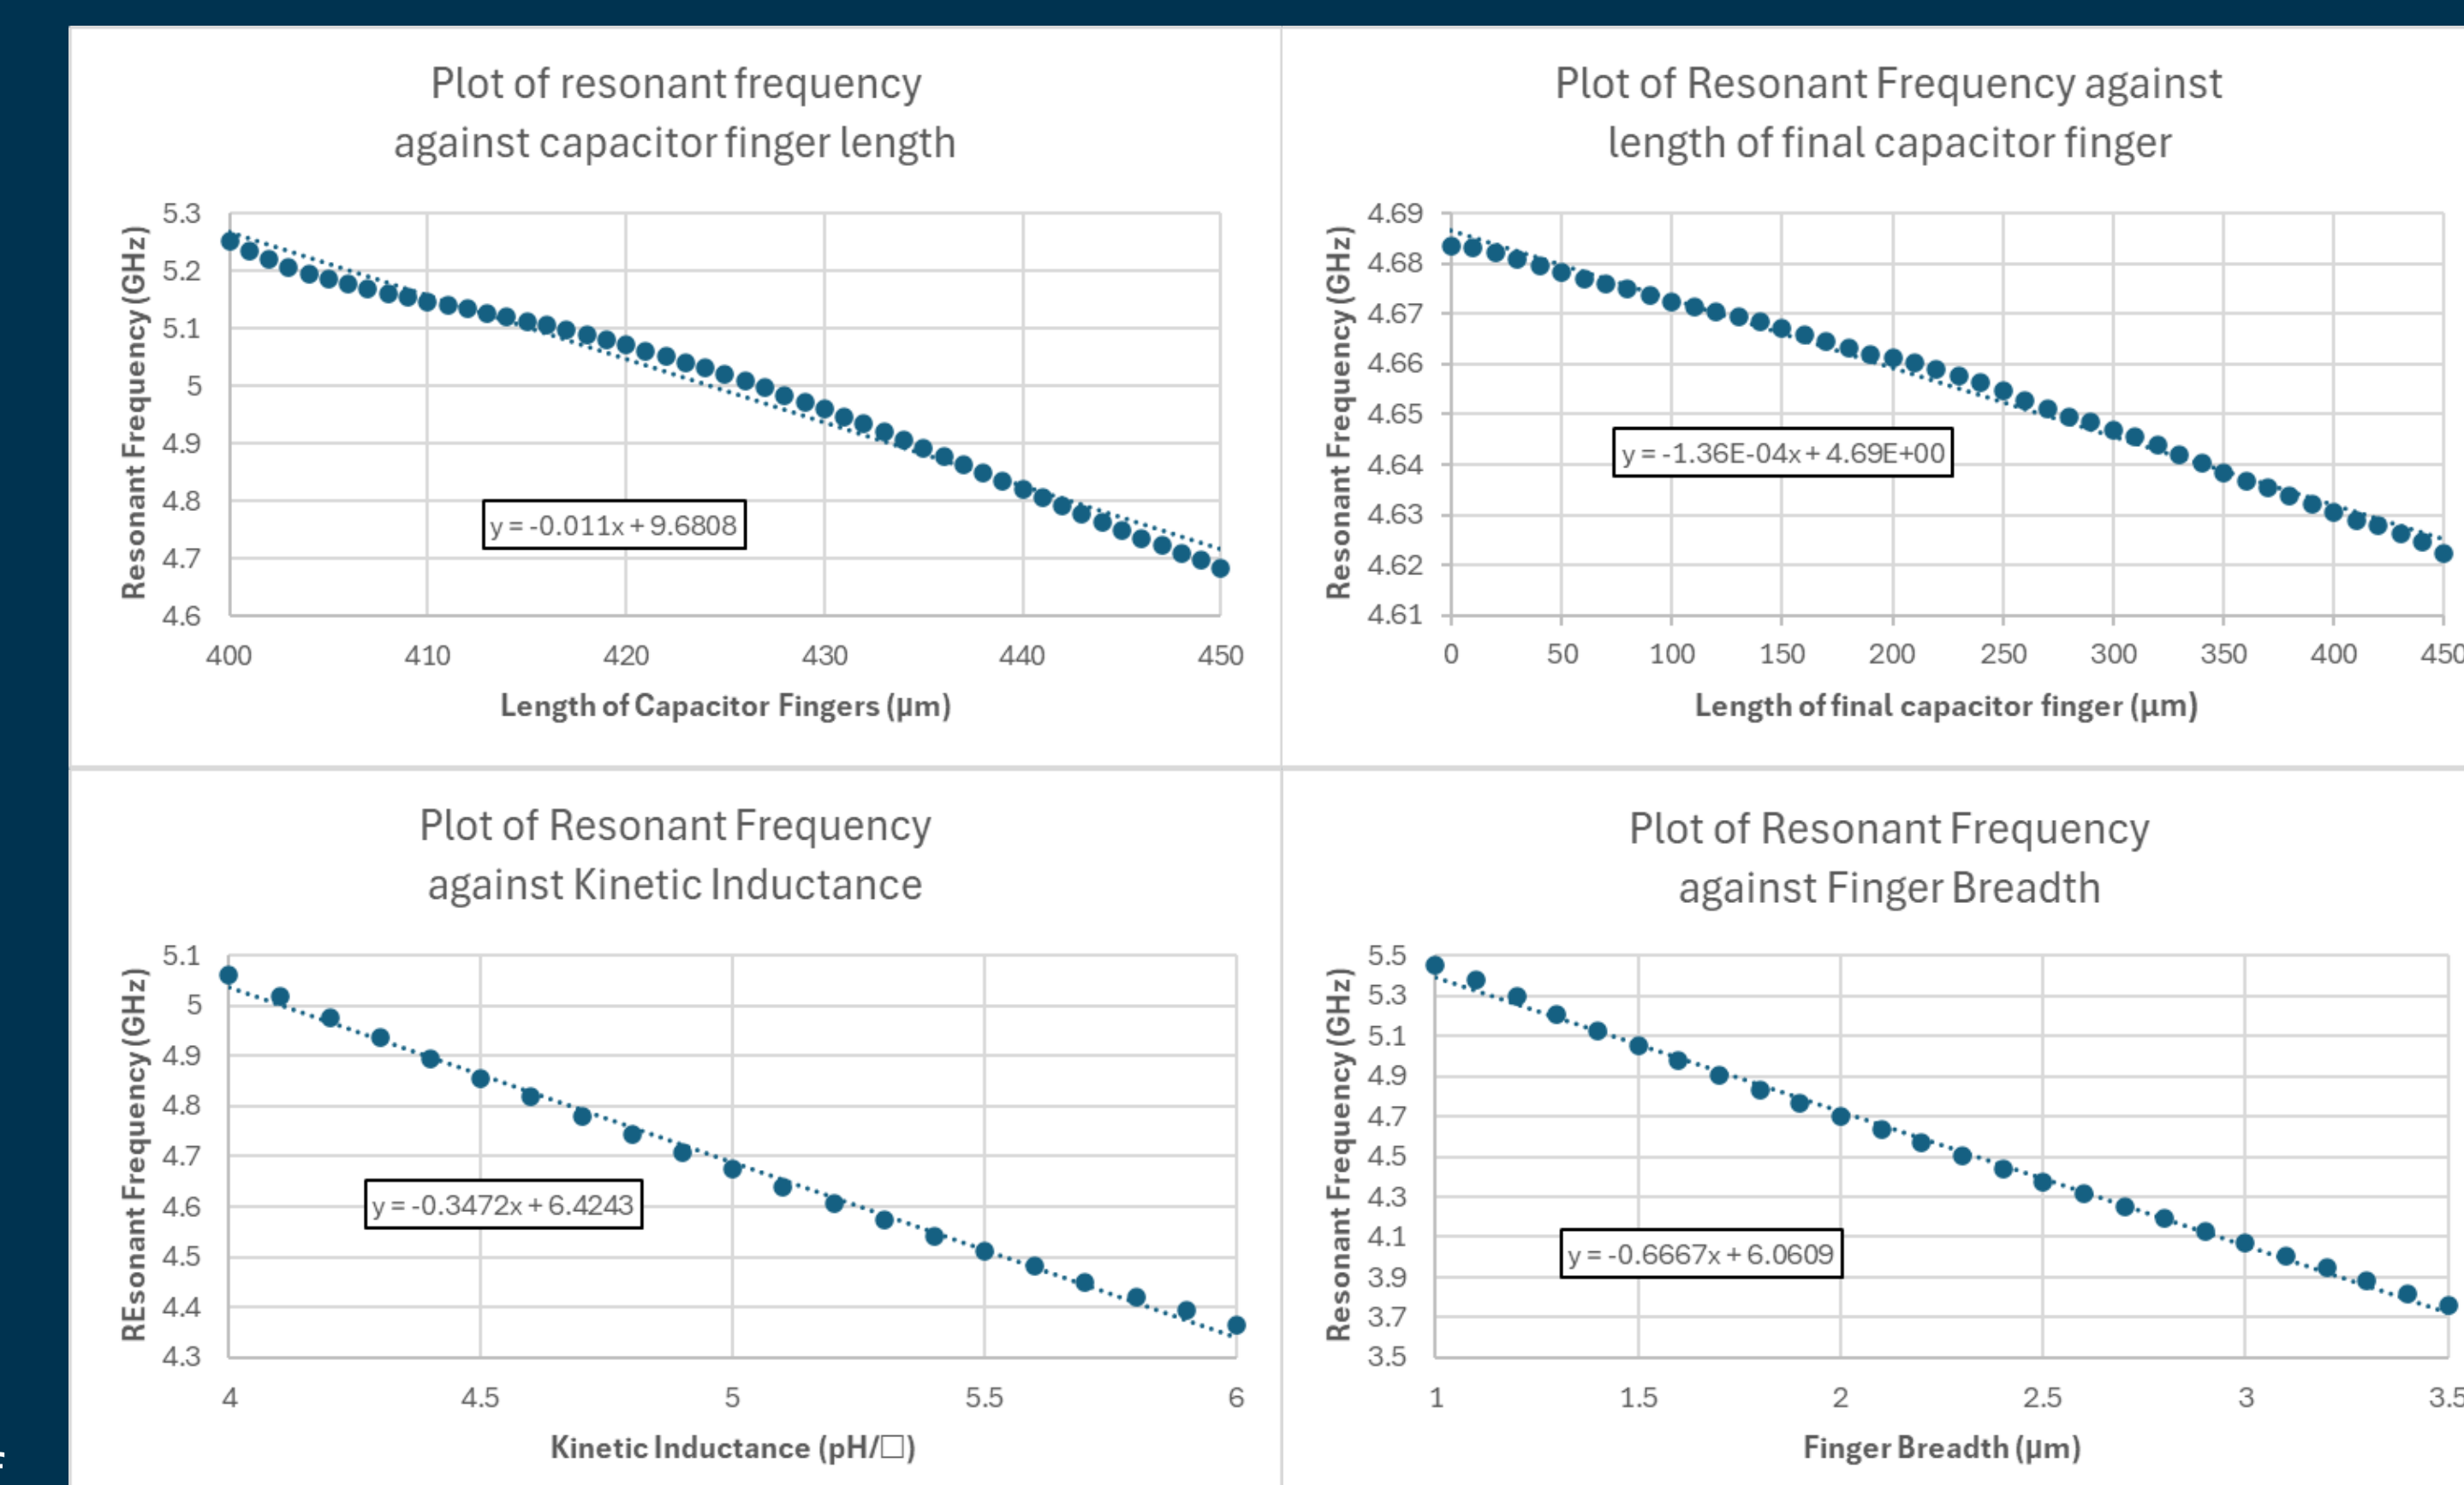 Plot of resonant frequency
against capacitor finger length
Resonant Frequency (GHz)
5.3
5.2
5.1
5
4.9
4.8
4.7
4.6
y = -0.011x + 9.6808
400 410 420 430 440 450
Length of Capacitor Fingers (µm)
Plot of Resonant Frequency against
length of final capacitor finger
Resonant Frequency (GHz)
4.69
4.68
4.67
4.66
4.65
4.64
4.63
4.62
4.61
y = -1.36E-04x + 4.69E+00
0 50 100 150 200 250 300 350 400 450
Length of final capacitor finger (µm)
Plot of Resonant Frequency
against Kinetic Inductance
REsonant Frequency (GHz)
5.1
5
4.9
4.8
4.7
4.6
4.5
4.4
4.3
y = -0.3472x + 6.4243
4 4.5 5 5.5 6
Kinetic Inductance (pH/□)
Plot of Resonant Frequency
against Finger Breadth
Resonant Frequency (GHz)
5.5
5.3
5.1
4.9
4.7
4.5
4.3
4.1
3.9
3.7
3.5
y = -0.6667x + 6.0609
1 1.5 2 2.5 3 3.5
Finger Breadth (µm)